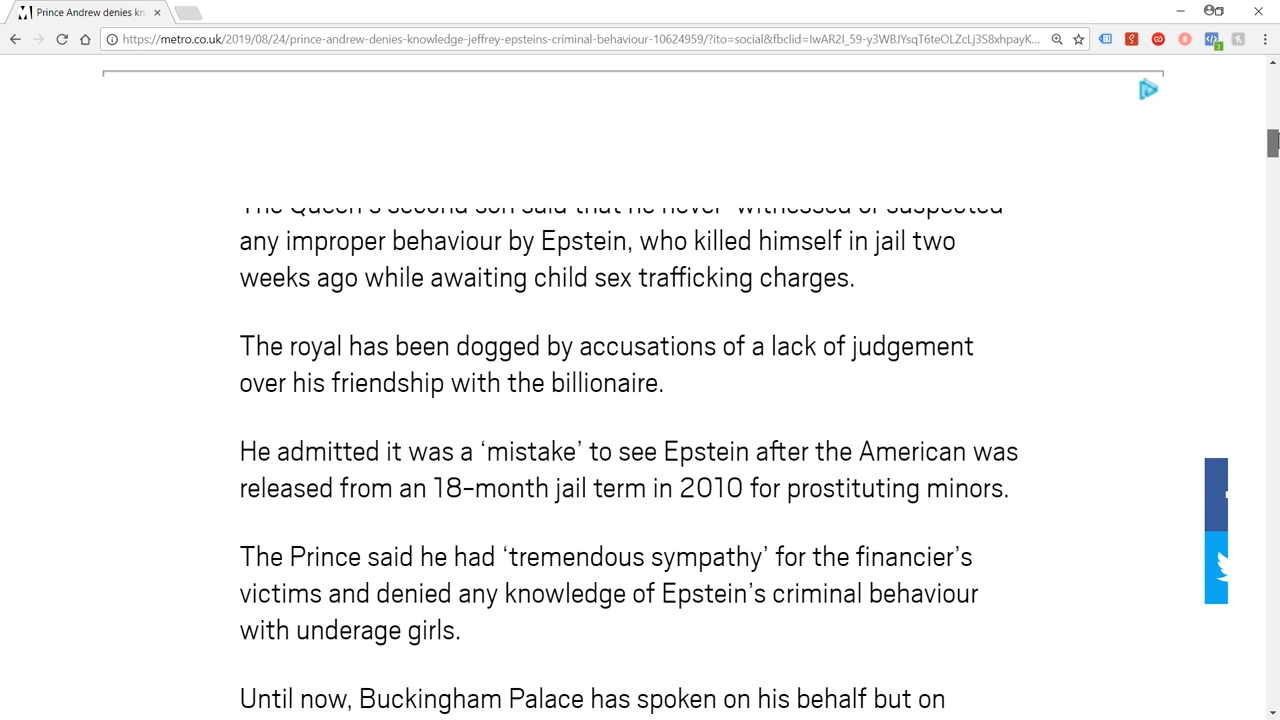 Prince Andrew denies kn
https://metro.co.uk/2019/08/24/prince-andrew-denies-knowledge-jeffrey-epsteins-criminal-behaviour-10624959/?ito=social&fbclid=IwAR2I_59-y3WBJYsqT6teOLZcLj3S8xhpayK...
The Queen's second son said that he never 'witnessed or suspected
any improper behaviour by Epstein, who killed himself in jail two
weeks ago while awaiting child sex trafficking charges.
The royal has been dogged by accusations of a lack of judgement
over his friendship with the billionaire.
He admitted it was a ‘mistake’ to see Epstein after the American was
released from an 18-month jail term in 2010 for prostituting minors.
The Prince said he had ‘tremendous sympathy’ for the financier’s
victims and denied any knowledge of Epstein’s criminal behaviour
with underage girls.
Until now, Buckingham Palace has spoken on his behalf but on